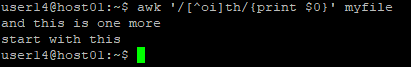 user14@host01:~$ awk '/[^oi]th/{print $0}' myfile
and this is one more
start with this
user14@host01:~$